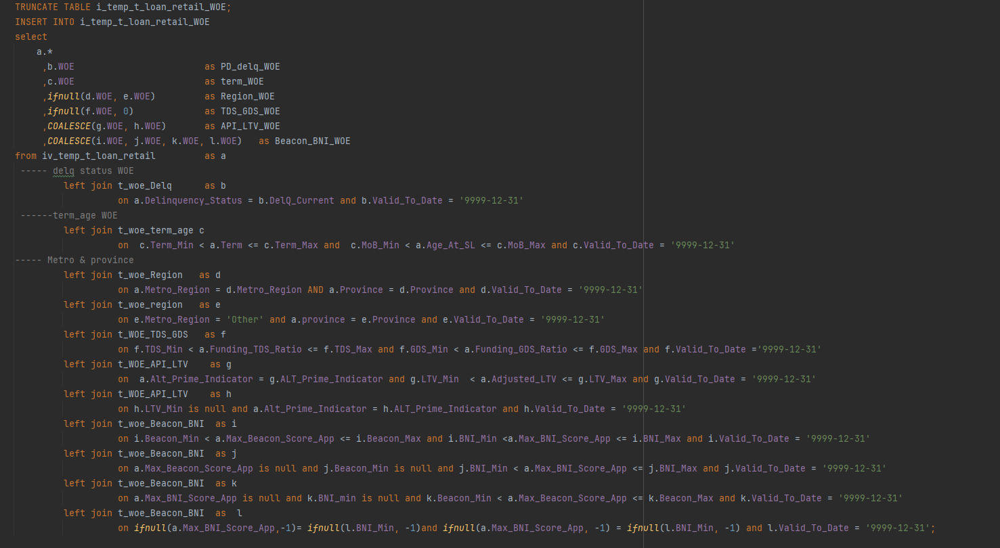 TRUNCATE TABLE i_temp_t_loan_retail_WOE;
INSERT INTO i_temp_t_loan_retail_WOE
select
a.*
,b.WOE as PD_delq_WOE
,c.WOE as term_WOE
,ifnull(d.WOE, e.WOE) as Region_WOE
,ifnull(f.WOE, 0) as TDS_GDS_WOE
,COALESCE(g.WOE, h.WOE) as API_LTV_WOE
,COALESCE(i.WOE, j.WOE, k.WOE, l.WOE) as Beacon_BNI_WOE
from iv_temp_t_loan_retail as a
----- delq status WOE
left join t_woe_Delq as b
on a.Delinquency_Status = b.DelQ_Current and b.Valid_To_Date = '9999-12-31'
------term_age WOE
left join t_woe_term_age c
on c.Term_Min < a.Term <= c.Term_Max and c.MoB_Min < a.Age_At_SL <= c.MoB_Max and c.Valid_To_Date = '9999-12-31'
----- Metro & province
left join t_woe_Region as d
on a.Metro_Region = d.Metro_Region AND a.Province = d.Province and d.Valid_To_Date = '9999-12-31'
left join t_woe_region as e
on e.Metro_Region = 'Other' and a.province = e.Province and e.Valid_To_Date = '9999-12-31'
left join t_WOE_TDS_GDS as f
on f.TDS_Min < a.Funding_TDS_Ratio <= f.TDS_Max and f.GDS_Min < a.Funding_GDS_Ratio <= f.GDS_Max and f.Valid_To_Date ='9999-12-31'
left join t_WOE_API_LTV as g
on a.Alt_Prime_Indicator = g.ALT_Prime_Indicator and g.LTV_Min < a.Adjusted_LTV <= g.LTV_Max and g.Valid_To_Date = '9999-12-31'
left join t_WOE_API_LTV as h
on h.LTV_Min is null and a.Alt_Prime_Indicator = h.ALT_Prime_Indicator and h.Valid_To_Date = '9999-12-31'
left join t_woe_Beacon_BNI as i
on i.Beacon_Min < a.Max_Beacon_Score_App <= i.Beacon_Max and i.BNI_Min <a.Max_BNI_Score_App <= i.BNI_Max and i.Valid_To_Date = '9999-12-31'
left join t_woe_Beacon_BNI as j
on a.Max_Beacon_Score_App is null and j.Beacon_Min is null and j.BNI_Min < a.Max_BNI_Score_App <= j.BNI_Max and j.Valid_To_Date = '9999-12-31'
left join t_woe_Beacon_BNI as k
on a.Max_BNI_Score_App is null and k.BNI_min is null and k.Beacon_Min < a.Max_Beacon_Score_App <= k.Beacon_Max and k.Valid_To_Date = '9999-12-31'
left join t_woe_Beacon_BNI as l
on ifnull(a.Max_BNI_Score_App,-1)= ifnull(l.BNI_Min, -1)and ifnull(a.Max_BNI_Score_App, -1) = ifnull(l.BNI_Min, -1) and l.Valid_To_Date = '9999-12-31';